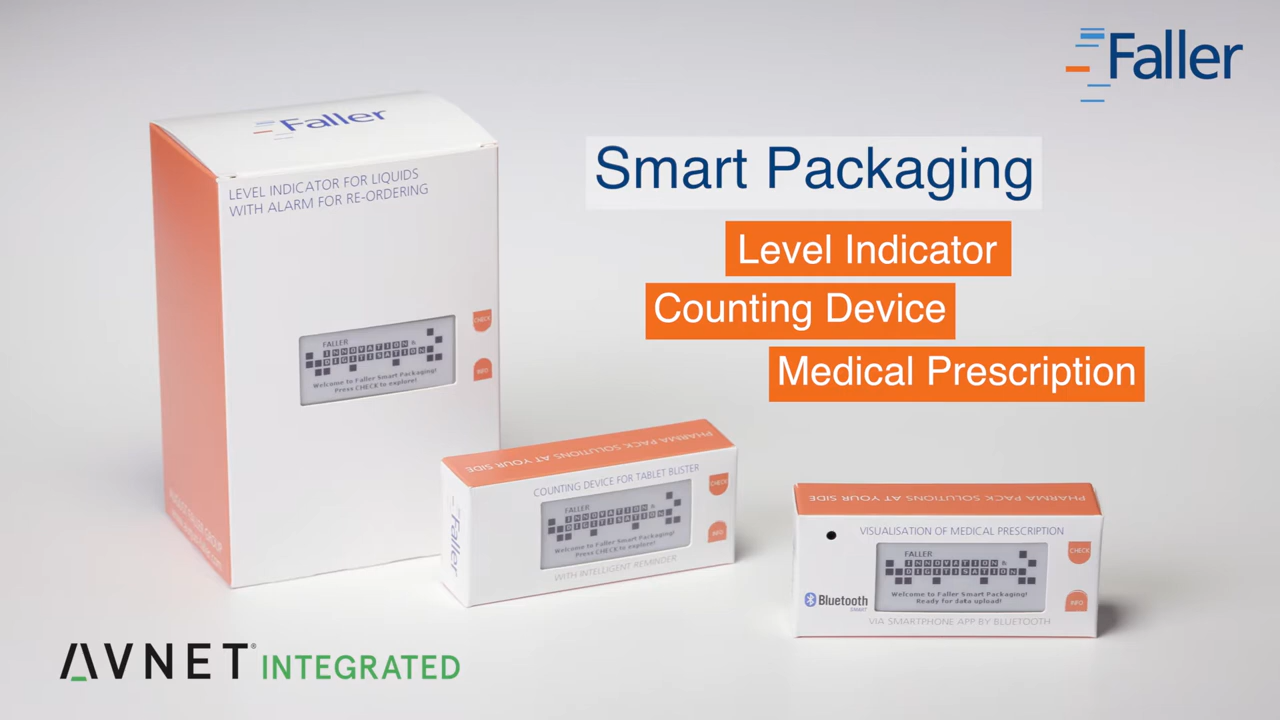 Faller
Smart Packaging
Level Indicator
Counting Device
Medical Prescription
Faller
LEVEL INDICATOR FOR LIQUIDS
WITH ALARM FOR RE-ORDERING
FALLER
INNOVATION &
DIGITISATION
Welcome to Faller Smart Packaging!
Press CHECK to explore!
CHECK
INFO
PHARMA PACK SOLUTIONS AT YOUR SIDE
COUNTING DEVICE FOR TABLET BLISTER
Faller
FALLER
INNOVATION &
DIGITISATION
Welcome to Faller Smart Packaging!
Press CHECK to explore!
CHECK
INFO
WITH INTELLIGENT REMINDER
PHARMA PACK SOLUTIONS AT YOUR SIDE
VISUALISATION OF MEDICAL PRESCRIPTION
FALLER
INNOVATION &
DIGITISATION
Welcome to Faller Smart Packaging!
Ready for data upload!
CHECK
INFO
Bluetooth
SMART
VIA SMARTPHONE APP BY BLUETOOTH
AVNET® INTEGRATED